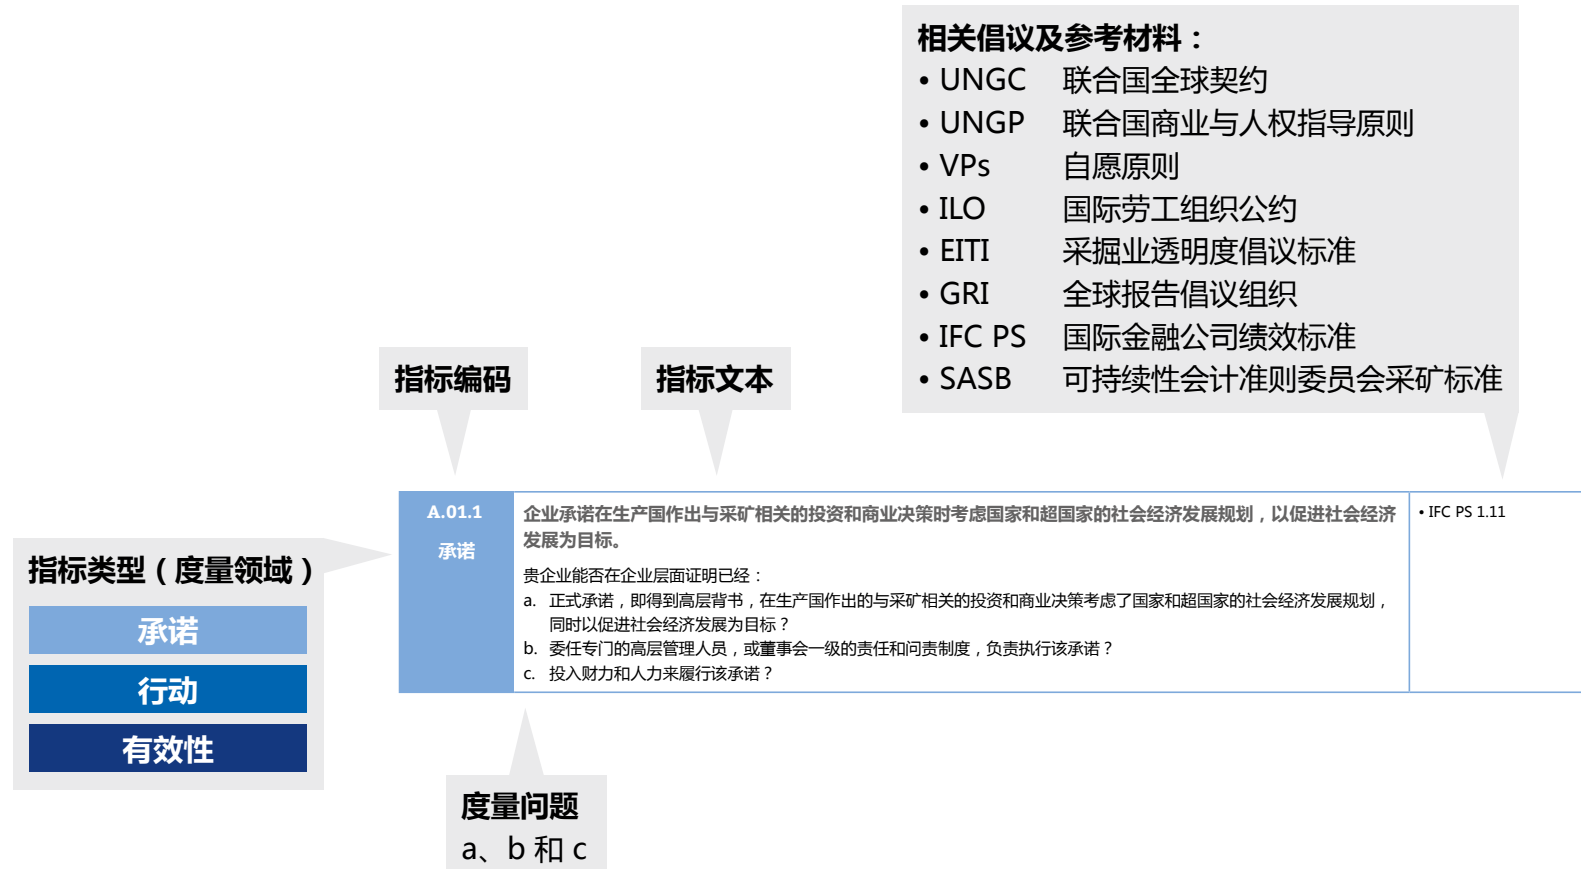 相关倡议及参考材料：
• UNGC 联合国全球契约
• UNGP 联合国商业与人权指导原则
• VPs 自愿原则
• ILO 国际劳工组织公约
• EITI 采掘业透明度倡议标准
• GRI 全球报告倡议组织
• IFC PS 国际金融公司绩效标准
• SASB 可持续性会计准则委员会采矿标准
指标编码
指标文本
A.01.1
承诺
企业承诺在生产国作出与采矿相关的投资和商业决策时考虑国家和超国家的社会经济发展规划，以促进社会经济
发展为目标。
贵企业能否在企业层面证明已经：
a. 正式承诺，即得到高层背书，在生产国作出的与采矿相关的投资和商业决策考虑了国家和超国家的社会经济发展规划，
同时以促进社会经济发展为目标？
b. 委任专门的高层管理人员，或董事会一级的责任和问责制度，负责执行该承诺？
c. 投入财力和人力来履行该承诺？
• IFC PS 1.11
指标类型（度量领域）
承诺
行动
有效性
度量问题
a、b 和 c